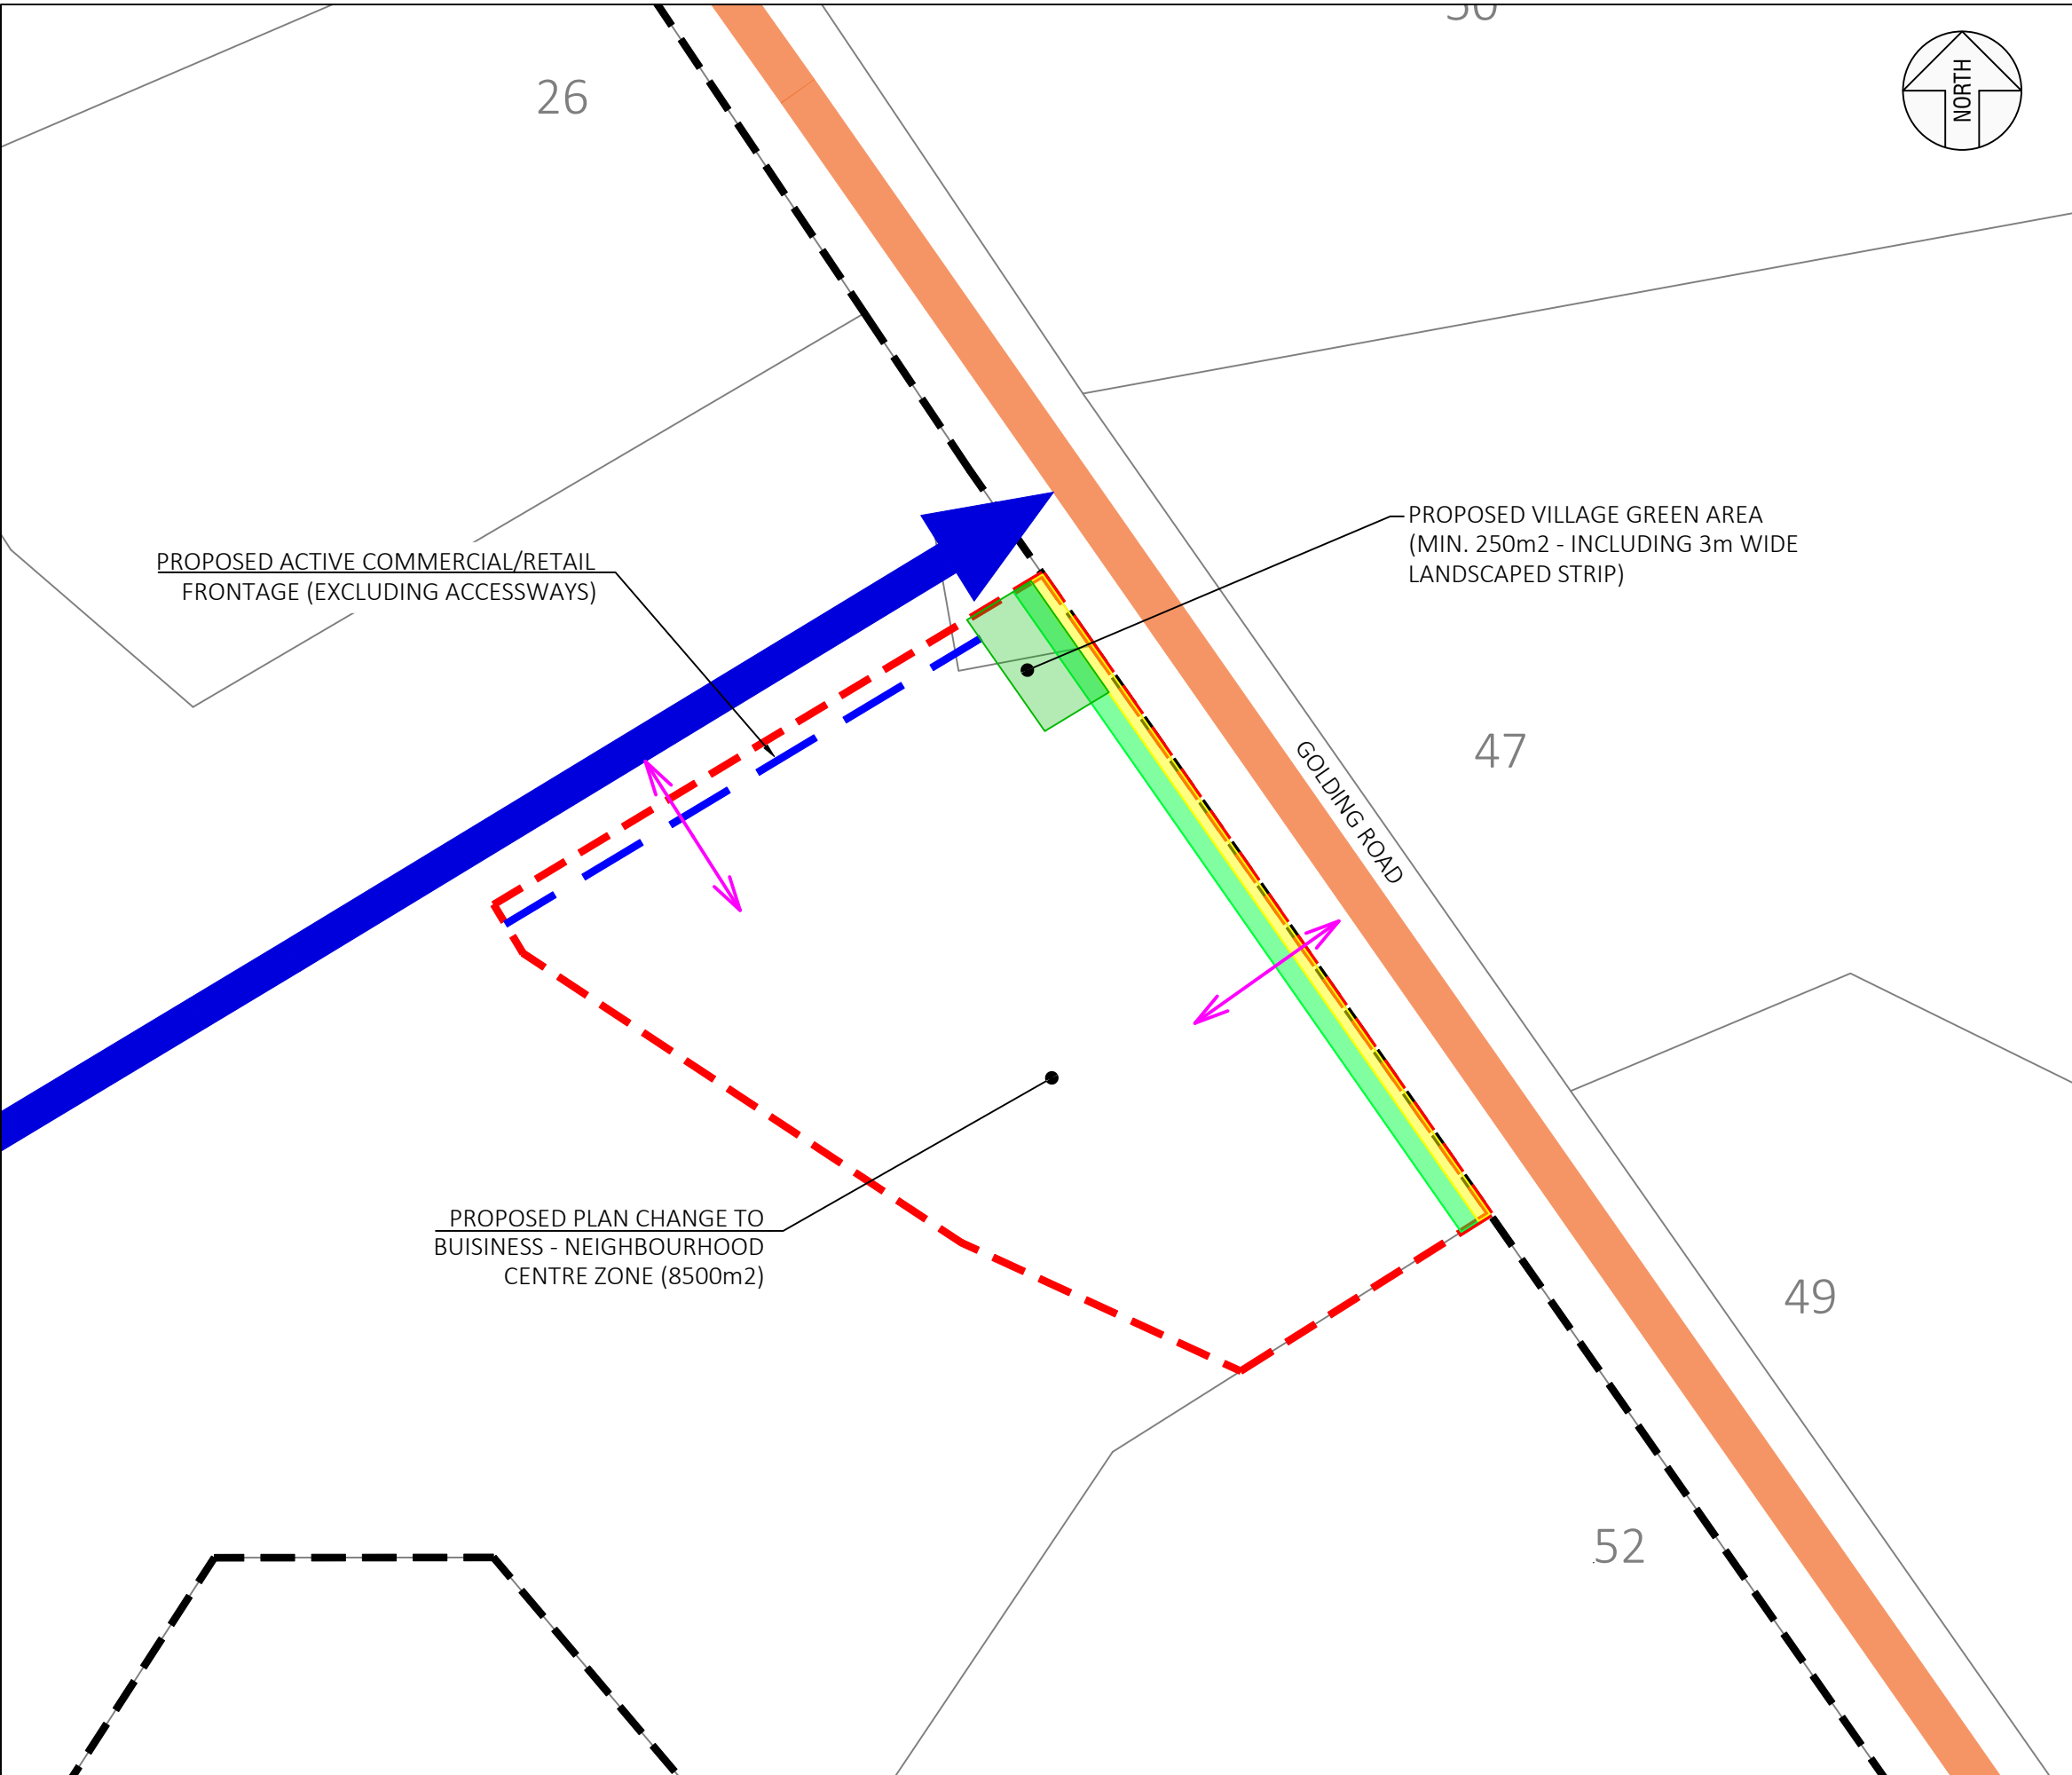 26
NORTH
PROPOSED VILLAGE GREEN AREA
(MIN. 250m2 - INCLUDING 3m WIDE
LANDSCAPED STRIP)
PROPOSED ACTIVE COMMERCIAL/RETAIL
FRONTAGE (EXCLUDING ACCESSWAYS)
47
GOLDING ROAD
PROPOSED PLAN CHANGE TO
BUISINESS - NEIGHBOURHOOD
CENTRE ZONE (8500m2)
49
52